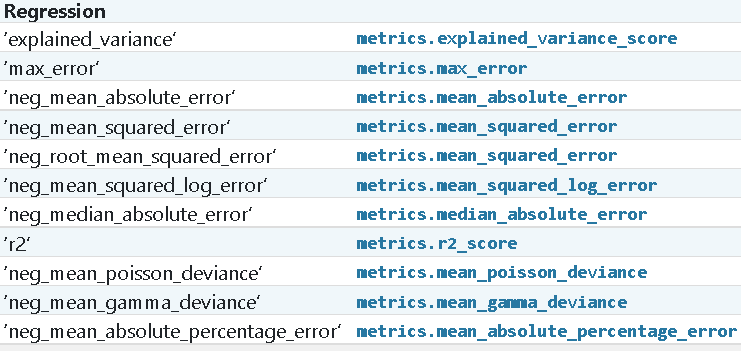 Regression
’explained_variance‘ metrics.explained_variance_score
’max_error‘ metrics.max_error
’neg_mean_absolute_error‘ metrics.mean_absolute_error
’neg_mean_squared_error‘ metrics.mean_squared_error
’neg_root_mean_squared_error‘ metrics.mean_squared_error
’neg_mean_squared_log_error‘ metrics.mean_squared_log_error
’neg_median_absolute_error‘ metrics.median_absolute_error
’r2‘ metrics.r2_score
’neg_mean_poisson_deviance‘ metrics.mean_poisson_deviance
’neg_mean_gamma_deviance‘ metrics.mean_gamma_deviance
’neg_mean_absolute_percentage_error‘ metrics.mean_absolute_percentage_error